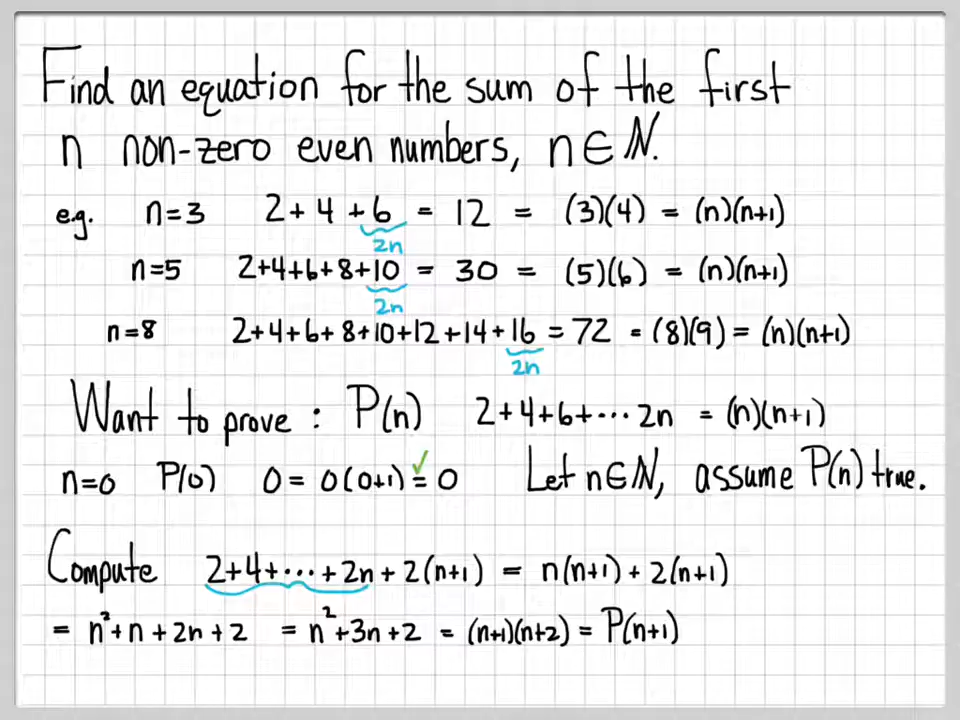 Find an equation for the sum of the first
n non-zero even numbers, n∈ℕ.
e.g. n=3 2+4+6 = 12 = (3)(4) = (n)(n+1)
2n
n=5 2+4+6+8+10 = 30 = (5)(6) = (n)(n+1)
2n
n=8 2+4+6+8+10+12+14+16 = 72 = (8)(9) = (n)(n+1)
2n
Want to prove: P(n) 2+4+6+··· 2n = (n)(n+1)
n=0 P(0) 0 = 0(0+1) = 0 ✓ Let n∈ℕ, assume P(n) true.
Compute 2+4+···+2n+2(n+1) = n(n+1)+2(n+1)
= n²+n+2n+2 = n²+3n+2 = (n+1)(n+2) = P(n+1)